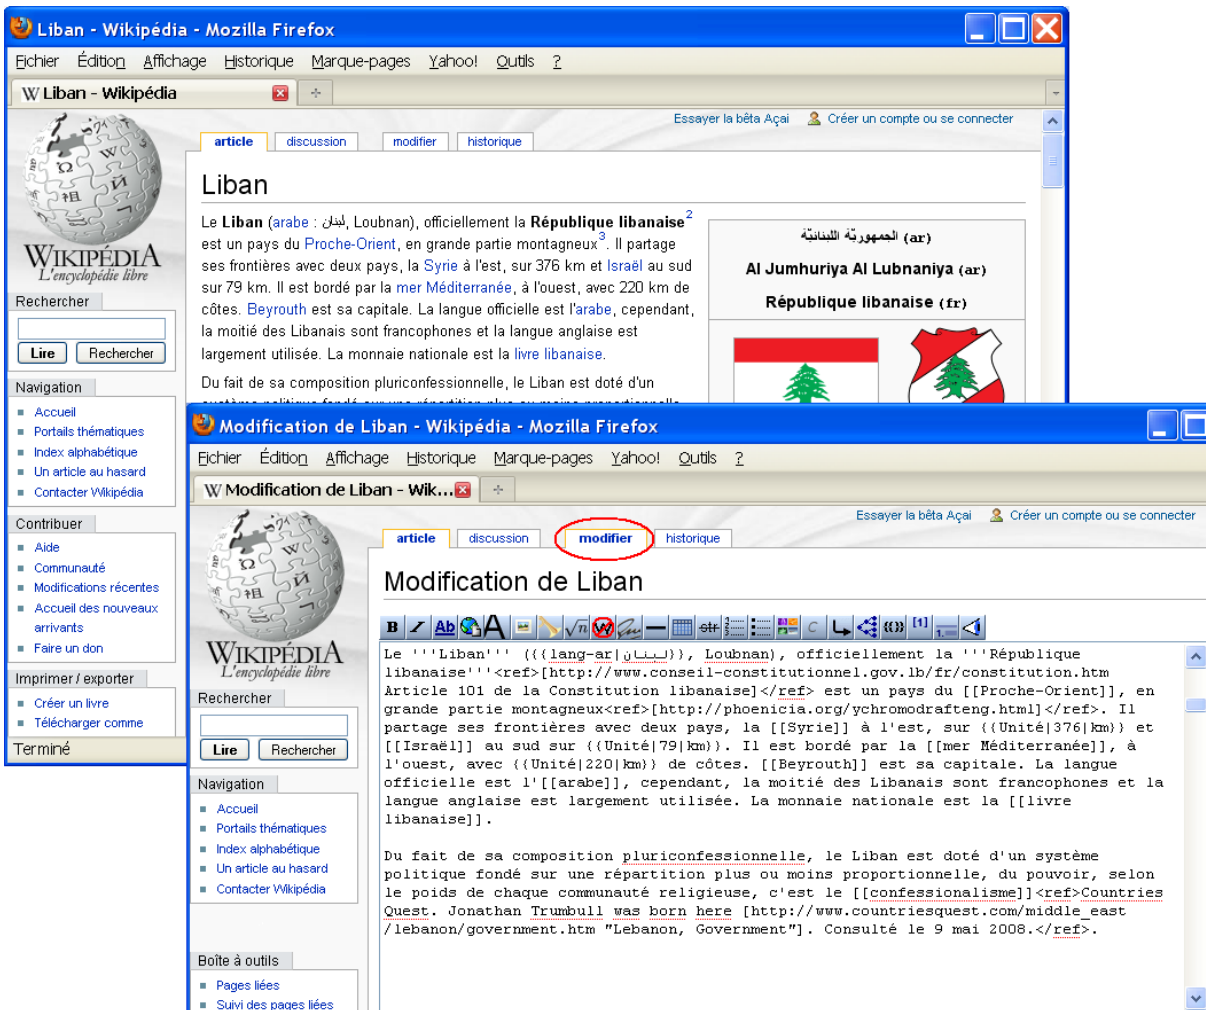 Liban - Wikipédia - Mozilla Firefox
Fichier Édition Affichage Historique Marque-pages Yahoo! Outils ?
W Liban - Wikipédia
Essayer la bêta Açai Créer un compte ou se connecter
article discussion modifier historique
WIKIPÉDIA
L'encyclopédie libre
Rechercher
Lire Rechercher
Navigation
Accueil
Portails thématiques
Index alphabétique
Un article au hasard
Contacter Wikipédia
Contribuer
Aide
Communauté
Modifications récentes
Accueil des nouveaux
arrivants
Faire un don
Imprimer / exporter
Créer un livre
Télécharger comme
Terminé
Liban
Le Liban (arabe : لبنان, Loubnan), officiellement la République libanaise2
est un pays du Proche-Orient, en grande partie montagneux3. Il partage
ses frontières avec deux pays, la Syrie à l'est, sur 376 km et Israël au sud
sur 79 km. Il est bordé par la mer Méditerranée, à l'ouest, avec 220 km de
côtes. Beyrouth est sa capitale. La langue officielle est l'arabe, cependant,
la moitié des Libanais sont francophones et la langue anglaise est
largement utilisée. La monnaie nationale est la livre libanaise.
Du fait de sa composition pluriconfessionnelle, le Liban est doté d'un
système politique fondé sur une répartition plus ou moins proportionnelle
الجمهوريّة اللبنانيّة (ar)
Al Jumhuriya Al Lubnaniya (ar)
République libanaise (fr)
Modification de Liban - Wikipédia - Mozilla Firefox
Fichier Édition Affichage Historique Marque-pages Yahoo! Outils ?
W Modification de Liban - Wik...
Essayer la bêta Açai Créer un compte ou se connecter
article discussion modifier historique
WIKIPÉDIA
L'encyclopédie libre
Rechercher
Lire Rechercher
Navigation
Accueil
Portails thématiques
Index alphabétique
Un article au hasard
Contacter Wikipédia
Boîte à outils
Pages liées
Suivi des pages liées
Modification de Liban
B I Ab A √n W str C [1]
Le '''Liban''' ({{lang-ar|لبنان}}, Loubnan), officiellement la '''République
libanaise'''<ref>[http://www.conseil-constitutionnel.gov.lb/fr/constitution.htm
Article 101 de la Constitution libanaise]</ref> est un pays du [[Proche-Orient]], en
grande partie montagneux<ref>[http://phoenicia.org/ychromodrafteng.html]</ref>. Il
partage ses frontières avec deux pays, la [[Syrie]] à l'est, sur {{Unité|376|km}} et
[[Israël]] au sud sur {{Unité|79|km}}. Il est bordé par la [[mer Méditerranée]], à
l'ouest, avec {{Unité|220|km}} de côtes. [[Beyrouth]] est sa capitale. La langue
officielle est l'[[arabe]], cependant, la moitié des Libanais sont francophones et la
langue anglaise est largement utilisée. La monnaie nationale est la [[livre
libanaise]].
Du fait de sa composition pluriconfessionnelle, le Liban est doté d'un système
politique fondé sur une répartition plus ou moins proportionnelle, du pouvoir, selon
le poids de chaque communauté religieuse, c'est le [[confessionalisme]]<ref>Countries
Quest. Jonathan Trumbull was born here [http://www.countriesquest.com/middle_east
/lebanon/government.htm "Lebanon, Government"]. Consulté le 9 mai 2008.</ref>.